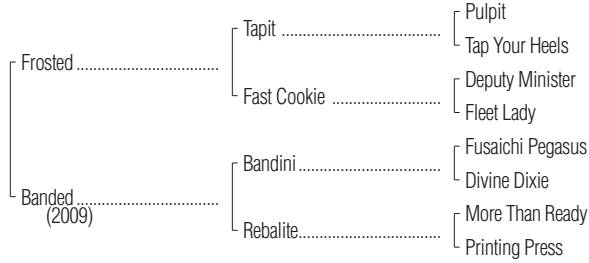 Pulpit
Tapit ........................................
Tap Your Heels
Frosted ....................................
Deputy Minister
Fast Cookie ...........................
Fleet Lady
Fusaichi Pegasus
Bandini....................................
Divine Dixie
Banded ....................................
(2009)
More Than Ready
Rebalite....................................
Printing Press